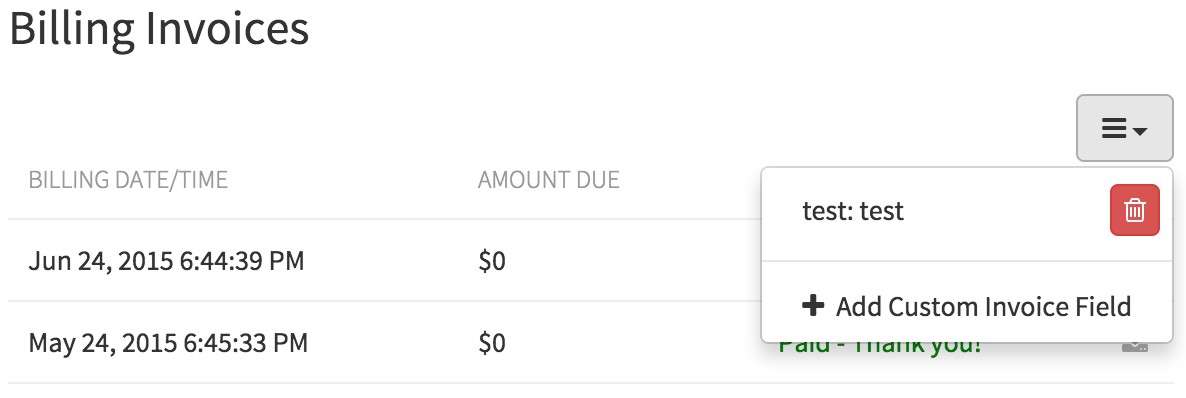 Billing Invoices
BILLING DATE/TIME AMOUNT DUE
test: test
Jun 24, 2015 6:44:39 PM $0
Add Custom Invoice Field
May 24, 2015 6:45:33 PM $0 Paid - Thank you!